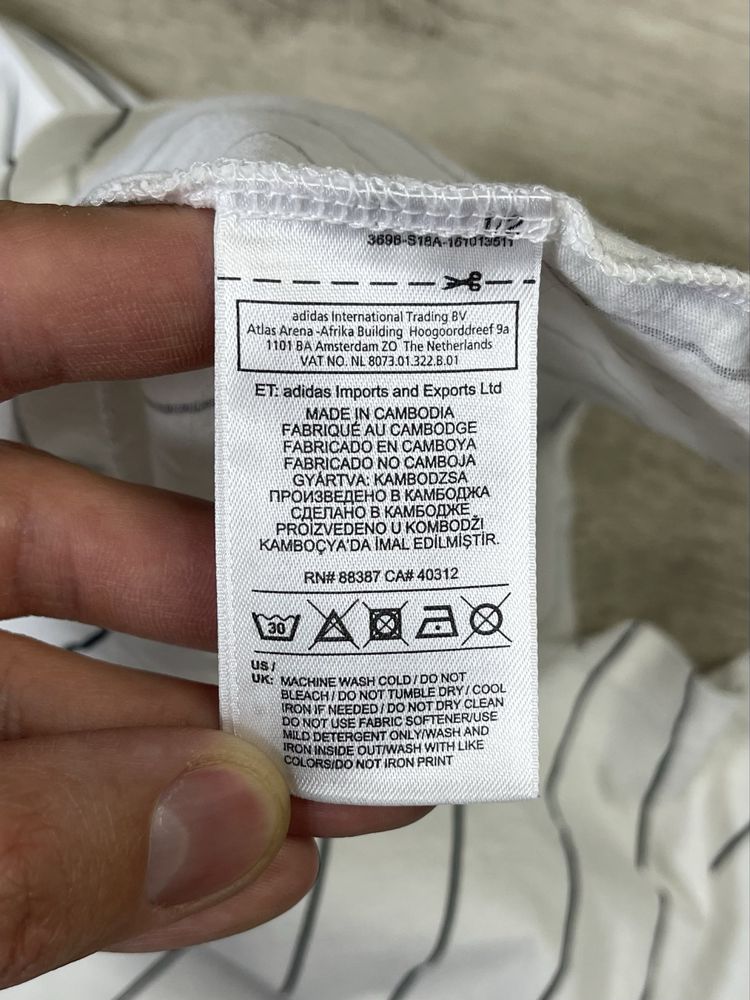 1/2
369B-S18A-161013511
adidas International Trading BV
Atlas Arena -Afrika Building Hoogoorddreef 9a
1101 BA Amsterdam ZO The Netherlands
VAT NO. NL 8073.01.322.B.01
ET: adidas Imports and Exports Ltd
MADE IN CAMBODIA
FABRIQUÉ AU CAMBODGE
FABRICADO EN CAMBOYA
FABRICADO NO CAMBOJA
GYÁRTVA: KAMBODZSA
ПРОИЗВЕДЕНО В КАМБОДЖА
СДЕЛАНО В КАМБОДЖЕ
PROİZVEDENO U KOMBODŽI
KAMBOÇYA'DA İMAL EDİLMİŞTİR.
RN# 88387 CA# 40312
30
US /
UK: MACHINE WASH COLD / DO NOT
BLEACH / DO NOT TUMBLE DRY / COOL
IRON IF NEEDED / DO NOT DRY CLEAN
DO NOT USE FABRIC SOFTENER/USE
MILD DETERGENT ONLY/WASH AND
IRON INSIDE OUT/WASH WITH LIKE
COLORS/DO NOT IRON PRINT